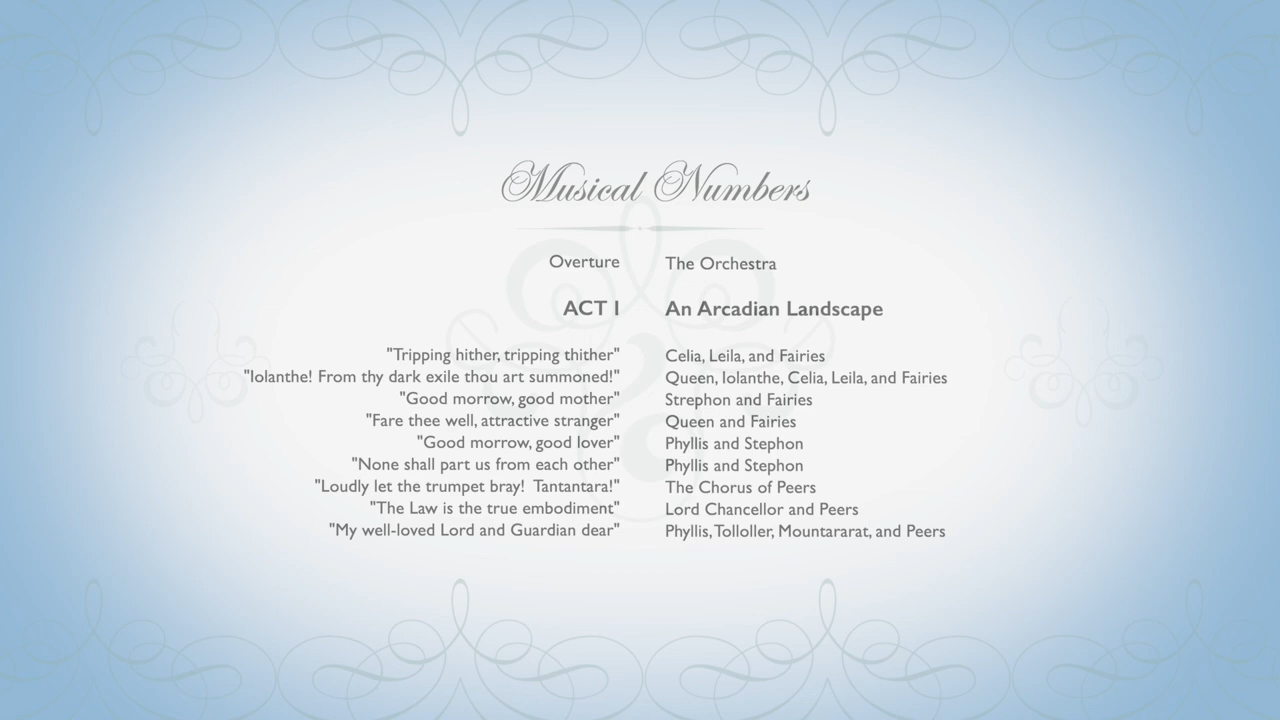 Musical Numbers
Overture The Orchestra
ACT I An Arcadian Landscape
"Tripping hither, tripping thither" Celia, Leila, and Fairies
"Iolanthe! From thy dark exile thou art summoned!" Queen, Iolanthe, Celia, Leila, and Fairies
"Good morrow, good mother" Strephon and Fairies
"Fare thee well, attractive stranger" Queen and Fairies
"Good morrow, good lover" Phyllis and Stephon
"None shall part us from each other" Phyllis and Stephon
"Loudly let the trumpet bray! Tantantara!" The Chorus of Peers
"The Law is the true embodiment" Lord Chancellor and Peers
"My well-loved Lord and Guardian dear" Phyllis, Tolloller, Mountararat, and Peers